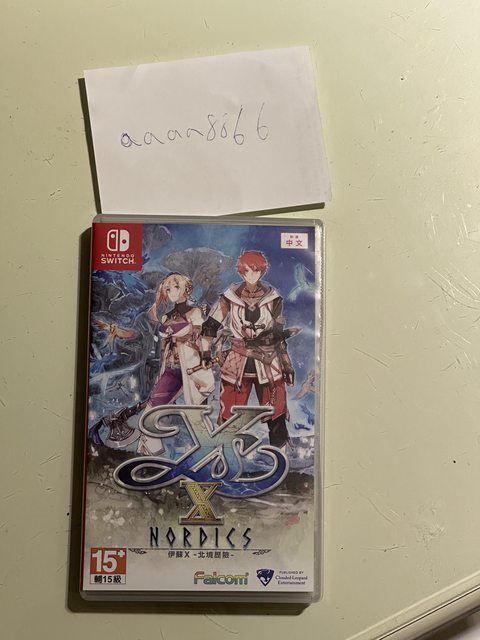 aaaa8866
NINTENDO
SWITCH
中文
Ys
X
NORDICS
伊蘇X -北境歷險-
15+
輔15級
Falcom
PUBLISHED BY
Clouded Leopard
Entertainment